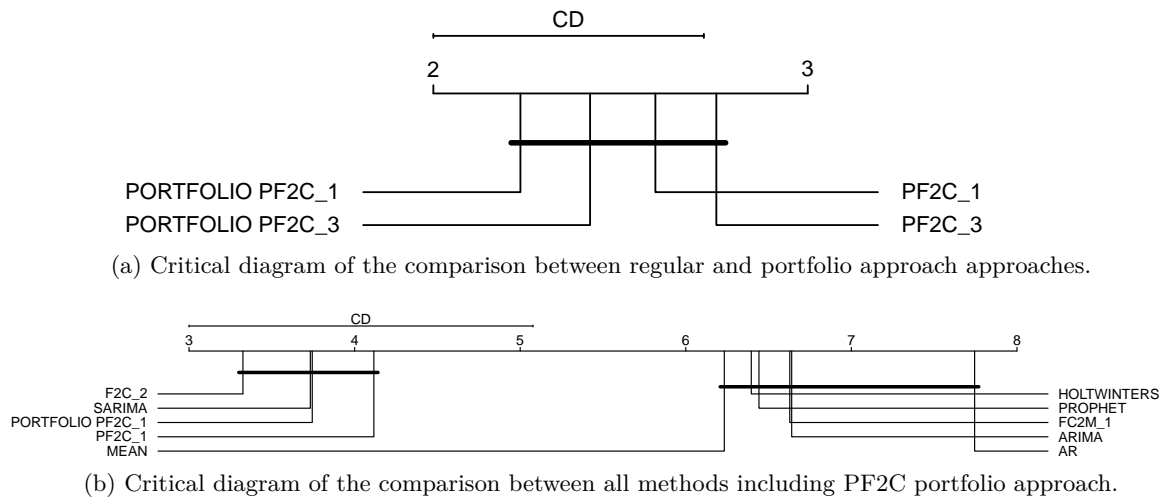 CD
2 3
PORTFOLIO PF2C_1 PF2C_1
PORTFOLIO PF2C_3 PF2C_3
(a) Critical diagram of the comparison between regular and portfolio approach approaches.
CD
3 4 5 6 7 8
F2C_2 HOLTWINTERS
SARIMA PROPHET
PORTFOLIO PF2C_1 FC2M_1
PF2C_1 ARIMA
MEAN AR
(b) Critical diagram of the comparison between all methods including PF2C portfolio approach.